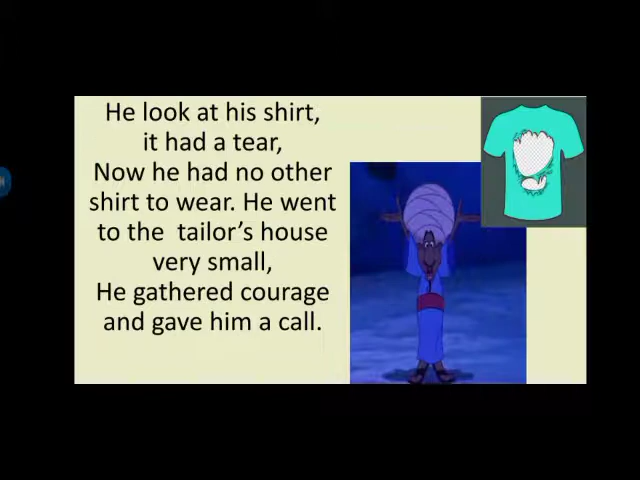 He look at his shirt,
it had a tear,
Now he had no other
shirt to wear. He went
to the tailor's house
very small,
He gathered courage
and gave him a call.